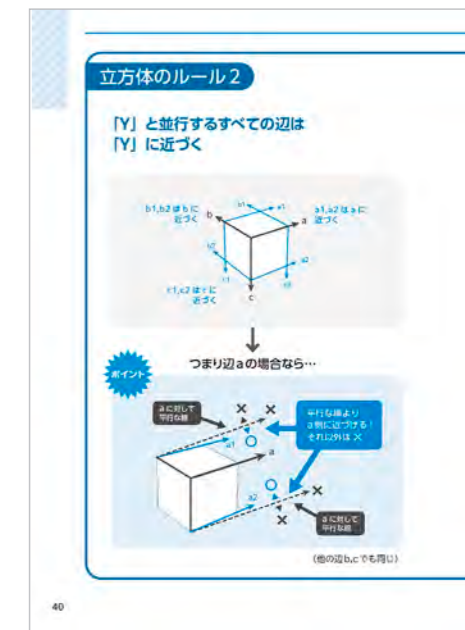 立方体のルール2
「Y」と並行するすべての辺は
「Y」に近づく
b1,b2はbに
近づく
b
b1
a1
a
a1,a2はaに
近づく
b2
a2
c1
c2
c1,c2はcに
近づく
c
ポイント
つまり辺aの場合なら…
aに対して
平行な線
×
×
平行な線より
a側に近づける!
それ以外は×
a1
○
a
○
×
a2
×
aに対して
平行な線
(他の辺b,cでも同じ)
40